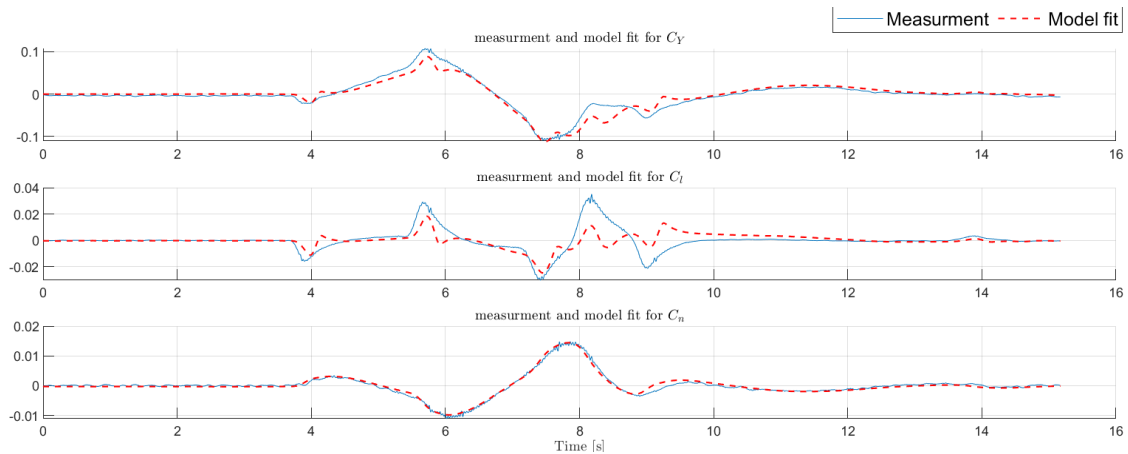 Measurment Model fit
measurment and model fit for C_Y
0.1
0
-0.1
0 2 4 6 8 10 12 14 16
measurment and model fit for C_l
0.04
0.02
0
-0.02
0 2 4 6 8 10 12 14 16
measurment and model fit for C_n
0.02
0.01
0
-0.01
0 2 4 6 8 10 12 14 16
Time [s]